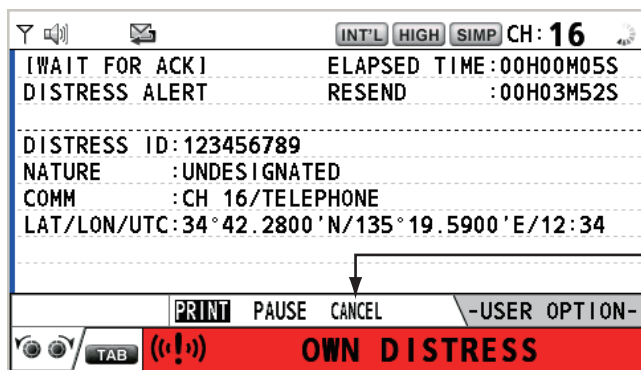 INT'L HIGH SIMP CH: 16
[WAIT FOR ACK] ELAPSED TIME:00H00M05S
DISTRESS ALERT RESEND :00H03M52S
DISTRESS ID:123456789
NATURE :UNDESIGNATED
COMM :CH 16/TELEPHONE
LAT/LON/UTC:34°42.2800'N/135°19.5900'E/12:34
PRINT PAUSE CANCEL -USER OPTION-
TAB OWN DISTRESS